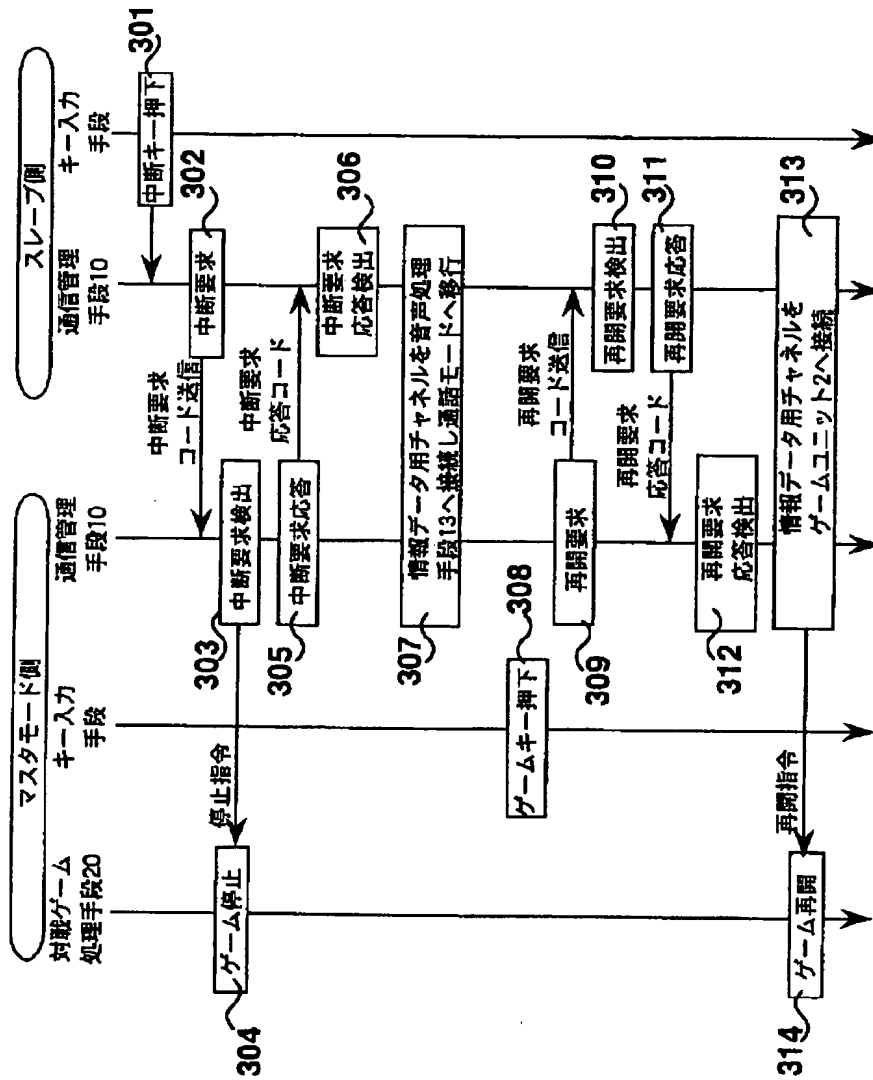 スレーブ側
マスタモード側
キー入力
手段
通信管理
手段10
通信管理
手段10
キー入力
手段
対戦ゲーム
処理手段20
301
中断キー押下
302
中断要求
中断要求
コード送信
303
中断要求検出
停止指令
304
ゲーム停止
305
中断要求応答
中断要求
応答コード
306
中断要求
応答検出
307
情報データ用チャネルを音声処理
手段13へ接続し通話モードへ移行
308
ゲームキー押下
309
再開要求
再開要求
コード送信
310
再開要求検出
311
再開要求応答
再開要求
応答コード
312
再開要求
応答検出
313
情報データ用チャネルを
ゲームユニット2へ接続
再開指令
314
ゲーム再開